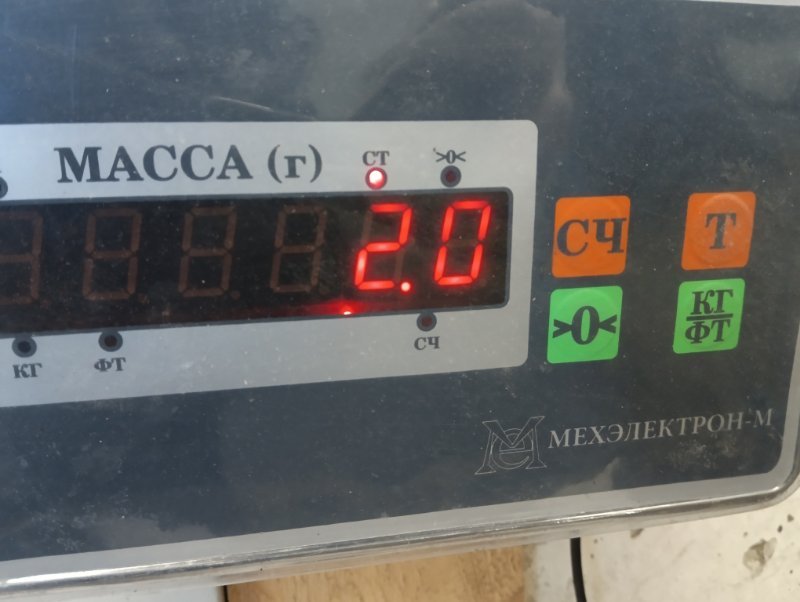 МАССА (г)
СТ
>0<
2.0
СЧ
Т
>0<
КГ
ФТ
КГ
ФТ
СЧ
МЕХЭЛЕКТРОН-М